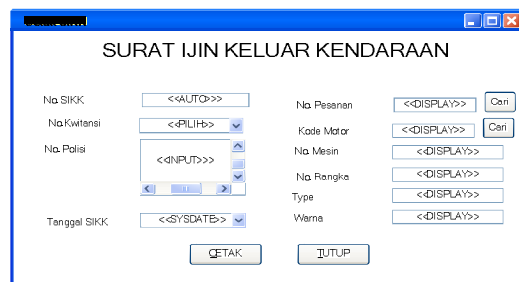 SURAT IJIN KELUAR KENDARAAN
No. SIKK <<AUTO>>>
No. Kwitansi <<PILIH>>
No. Polisi <<INPUT>>>
Tanggal SIKK <<SYSDATE>>
No. Pesanan <<DISPLAY>> Cari
Kode Motor <<DISPLAY>> Cari
No. Mesin <<DISPLAY>>
No. Rangka <<DISPLAY>>
Type <<DISPLAY>>
Warna <<DISPLAY>>
CETAK TUTUP